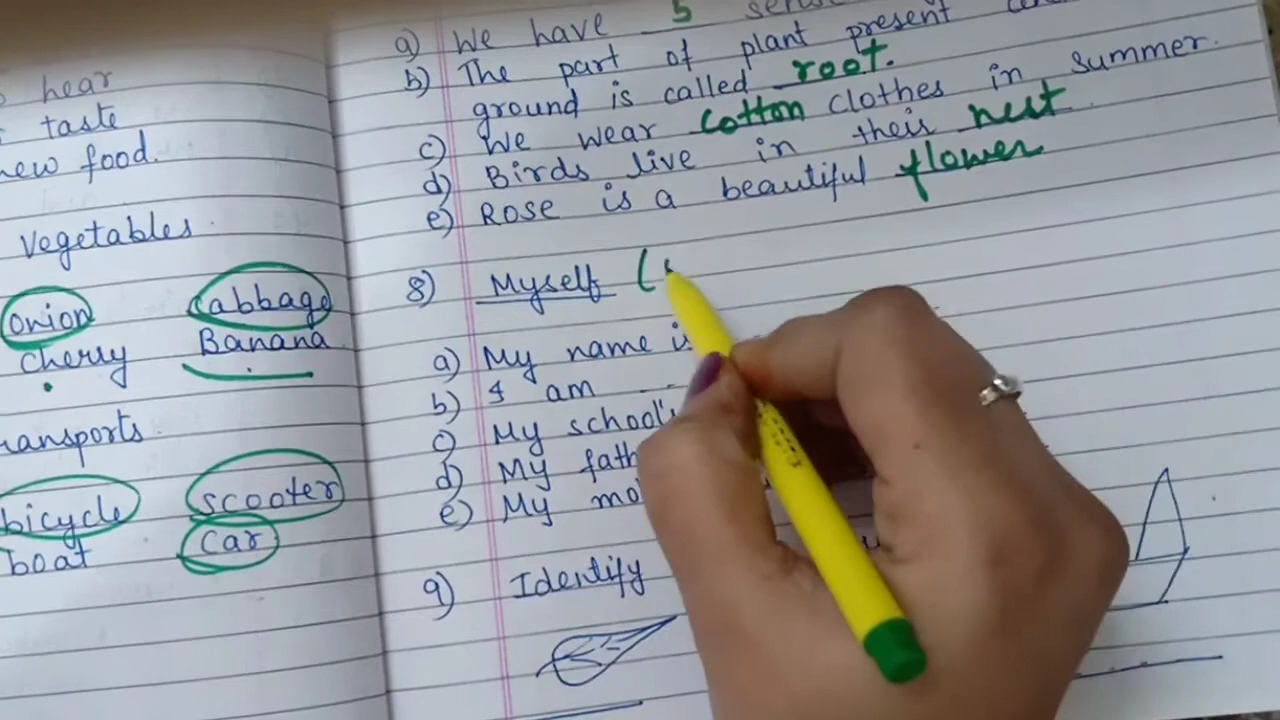 hear
taste
new food.
Vegetables
onion cabbage
cherry Banana
ransports
bicycle scooter
boat car
a) We have 5
b) The part of plant present
ground is called root.
c) We wear cotton clothes in summer.
d) Birds live in their nest
e) Rose is a beautiful flower
8) Myself (
a) My name is
b) I am
c) My school's
d) My
e) My
9) Identify